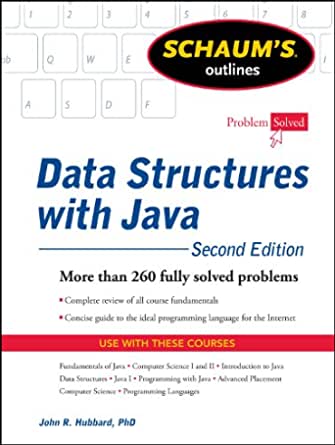 Q W E
A S D F G
Z X C V B
SCHAUM'S
outlines
Problem Solved
Data Structures
with Java
Second Edition
More than 260 fully solved problems
• Complete review of all course fundamentals
• Concise guide to the ideal programming language for the Internet
USE WITH THESE COURSES
Fundamentals of Java • Computer Science I and II • Introduction to Java
Data Structures • Java I • Programming with Java • Advanced Placement
Computer Science • Programming Languages
John R. Hubbard, PhD